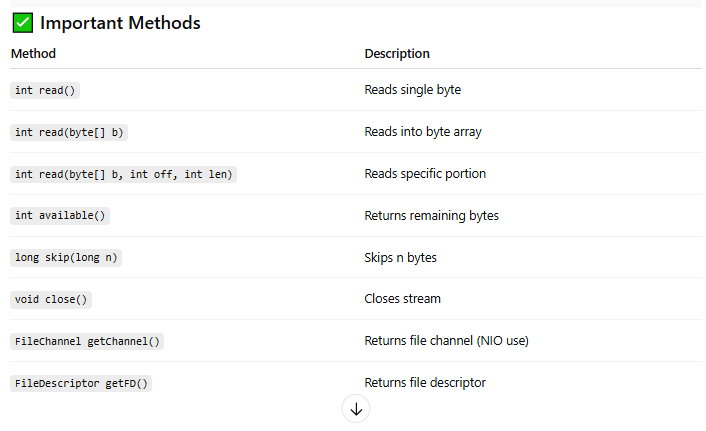 ✅ Important Methods
Method Description
int read() Reads single byte
int read(byte[] b) Reads into byte array
int read(byte[] b, int off, int len) Reads specific portion
int available() Returns remaining bytes
long skip(long n) Skips n bytes
void close() Closes stream
FileChannel getChannel() Returns file channel (NIO use)
FileDescriptor getFD() Returns file descriptor